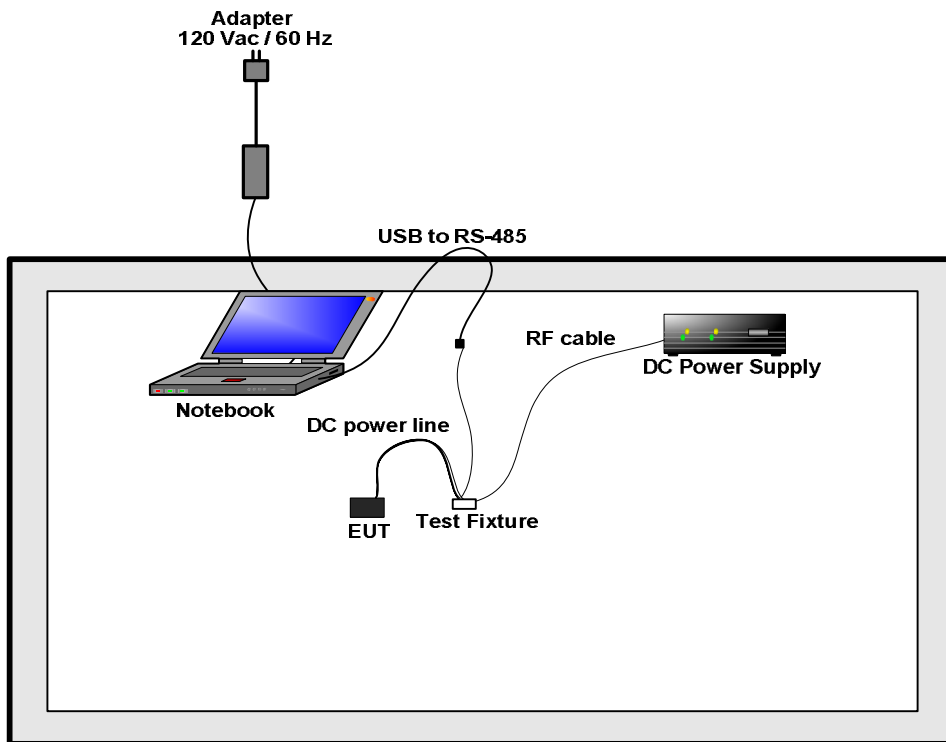 Adapter
120 Vac / 60 Hz
USB to RS-485
RF cable
DC Power Supply
Notebook
DC power line
EUT
Test Fixture